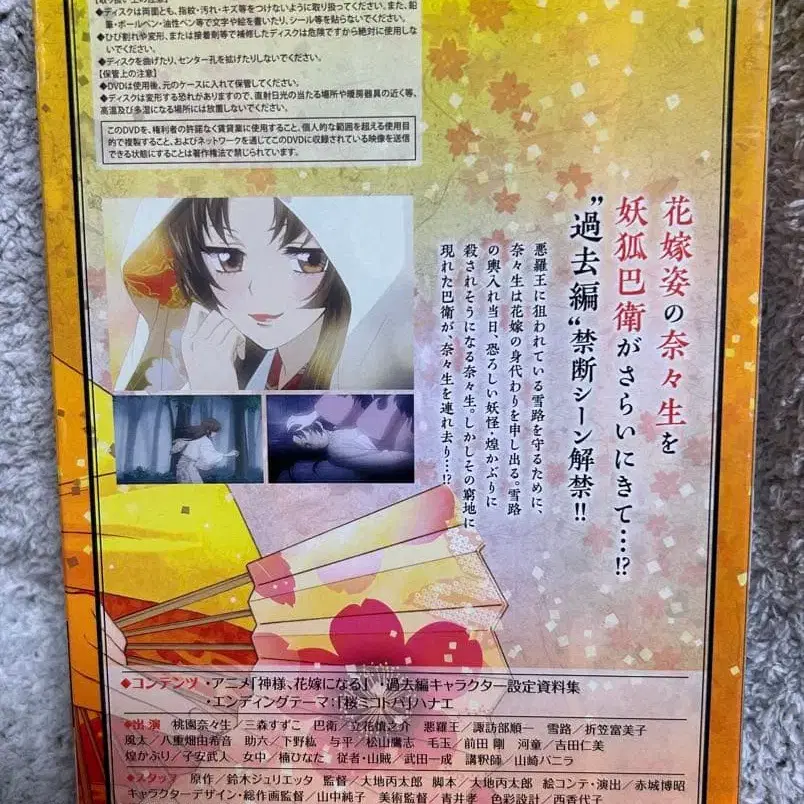 ◆ディスクは両面とも、指紋・汚れ・キズ等をつけないように取り扱ってください。また、鉛
筆・ボールペン・油性ペン等で文字や絵を書いたり、シール等を貼らないでください。
◆ひび割れや変形、または接着剤等で補修したディスクは危険ですから絶対に使用しな
いでください。
◆ディスクを曲げたり、センター孔を拡げたりしないでください。
【保管上の注意】
◆DVDは使用後、元のケースに入れて保管してください。
◆ディスクは変形する恐れがありますので、直射日光の当たる場所や暖房器具の近く等、
高温及び多湿になる場所には放置しないでください。
このDVDを、権利者の許諾なく賃貸業に使用すること、個人的な範囲を超える使用目
的で複製すること、およびネットワークを通じてこのDVDに収録されている映像を送信
できる状態にすることは著作権法で禁じられています。
花嫁姿の奈々生を
妖狐巴衛がさらいにきて…!?
"過去編"禁断シーン解禁!!
悪羅王に狙われている雪路を守るために、
奈々生は花嫁の身代わりを申し出る。雪路
の輿入れ当日、恐ろしい妖怪・煌かぶりに
殺されそうになる奈々生。しかしその窮地に
現れた巴衛が、奈々生を連れ去り…!?
◆コンテンツ ・アニメ「神様、花嫁になる」 ・過去編キャラクター設定資料集
・エンディングテーマ:「桜ミコトバ」ハナエ
◆出演 桃園奈々生/三森すずこ 巴衛/立花慎之介 悪羅王/諏訪部順一 雪路/折笠富美子
風太/八重畑由希音 助六/下野紘 与平/松山鷹志 毛玉/前田 剛 河童/吉田仁美
煌かぶり/子安武人 女中/楠ひなた 従者・山賊/武田一成 講釈師/山崎バニラ
◆スタッフ 原作/鈴木ジュリエッタ 監督/大地丙太郎 脚本/大地丙太郎 絵コンテ・演出/赤城博昭
キャラクターデザイン・総作画監督/山中純子 美術監督/青井孝 色彩設計/西香代子